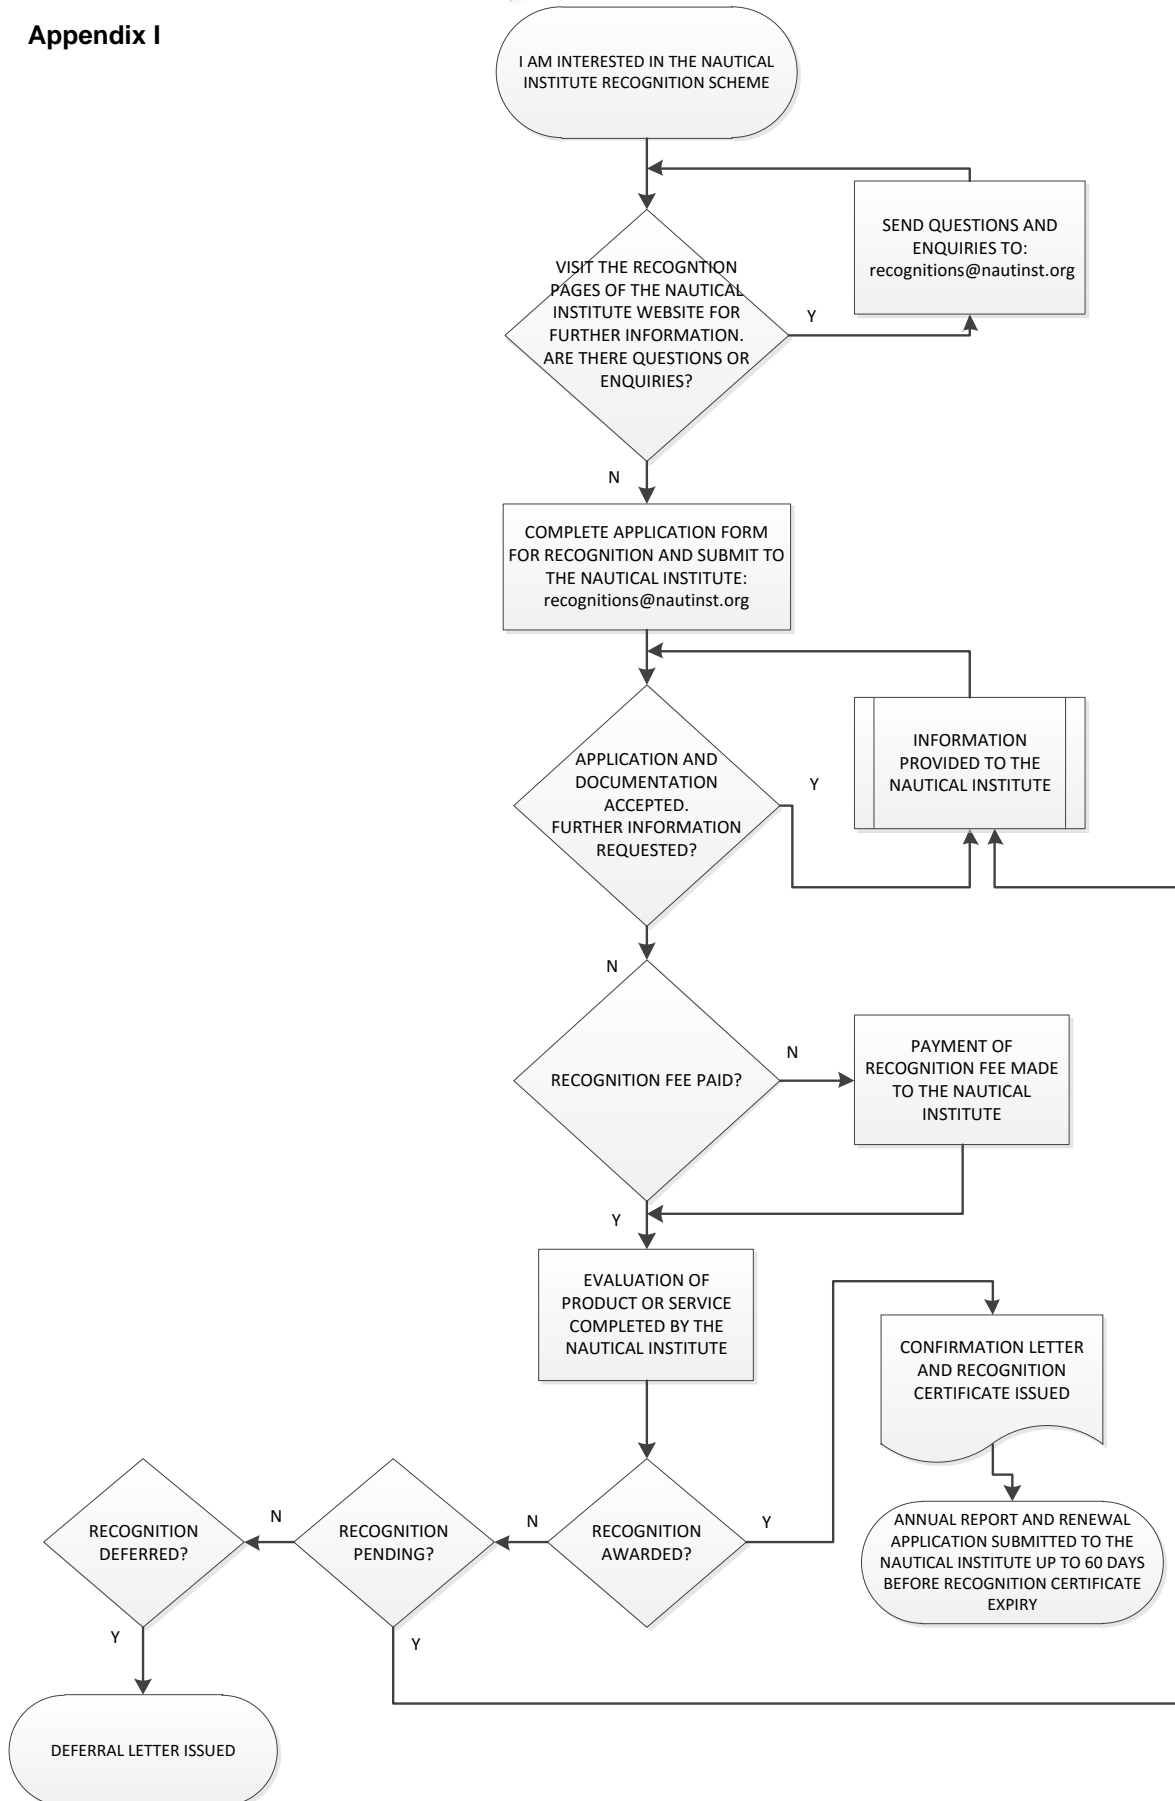 Appendix I
I AM INTERESTED IN THE NAUTICAL
INSTITUTE RECOGNITION SCHEME
SEND QUESTIONS AND
ENQUIRIES TO:
recognitions@nautinst.org
VISIT THE RECOGNTION
PAGES OF THE NAUTICAL
INSTITUTE WEBSITE FOR
FURTHER INFORMATION.
ARE THERE QUESTIONS OR
ENQUIRIES?
Y
N
COMPLETE APPLICATION FORM
FOR RECOGNITION AND SUBMIT TO
THE NAUTICAL INSTITUTE:
recognitions@nautinst.org
INFORMATION
PROVIDED TO THE
NAUTICAL INSTITUTE
APPLICATION AND
DOCUMENTATION
ACCEPTED.
FURTHER INFORMATION
REQUESTED?
Y
N
RECOGNITION FEE PAID?
N
PAYMENT OF
RECOGNITION FEE MADE
TO THE NAUTICAL
INSTITUTE
Y
EVALUATION OF
PRODUCT OR SERVICE
COMPLETED BY THE
NAUTICAL INSTITUTE
CONFIRMATION LETTER
AND RECOGNITION
CERTIFICATE ISSUED
RECOGNITION
DEFERRED?
N
RECOGNITION
PENDING?
N
RECOGNITION
AWARDED?
Y
ANNUAL REPORT AND RENEWAL
APPLICATION SUBMITTED TO THE
NAUTICAL INSTITUTE UP TO 60 DAYS
BEFORE RECOGNITION CERTIFICATE
EXPIRY
Y
Y
DEFERRAL LETTER ISSUED